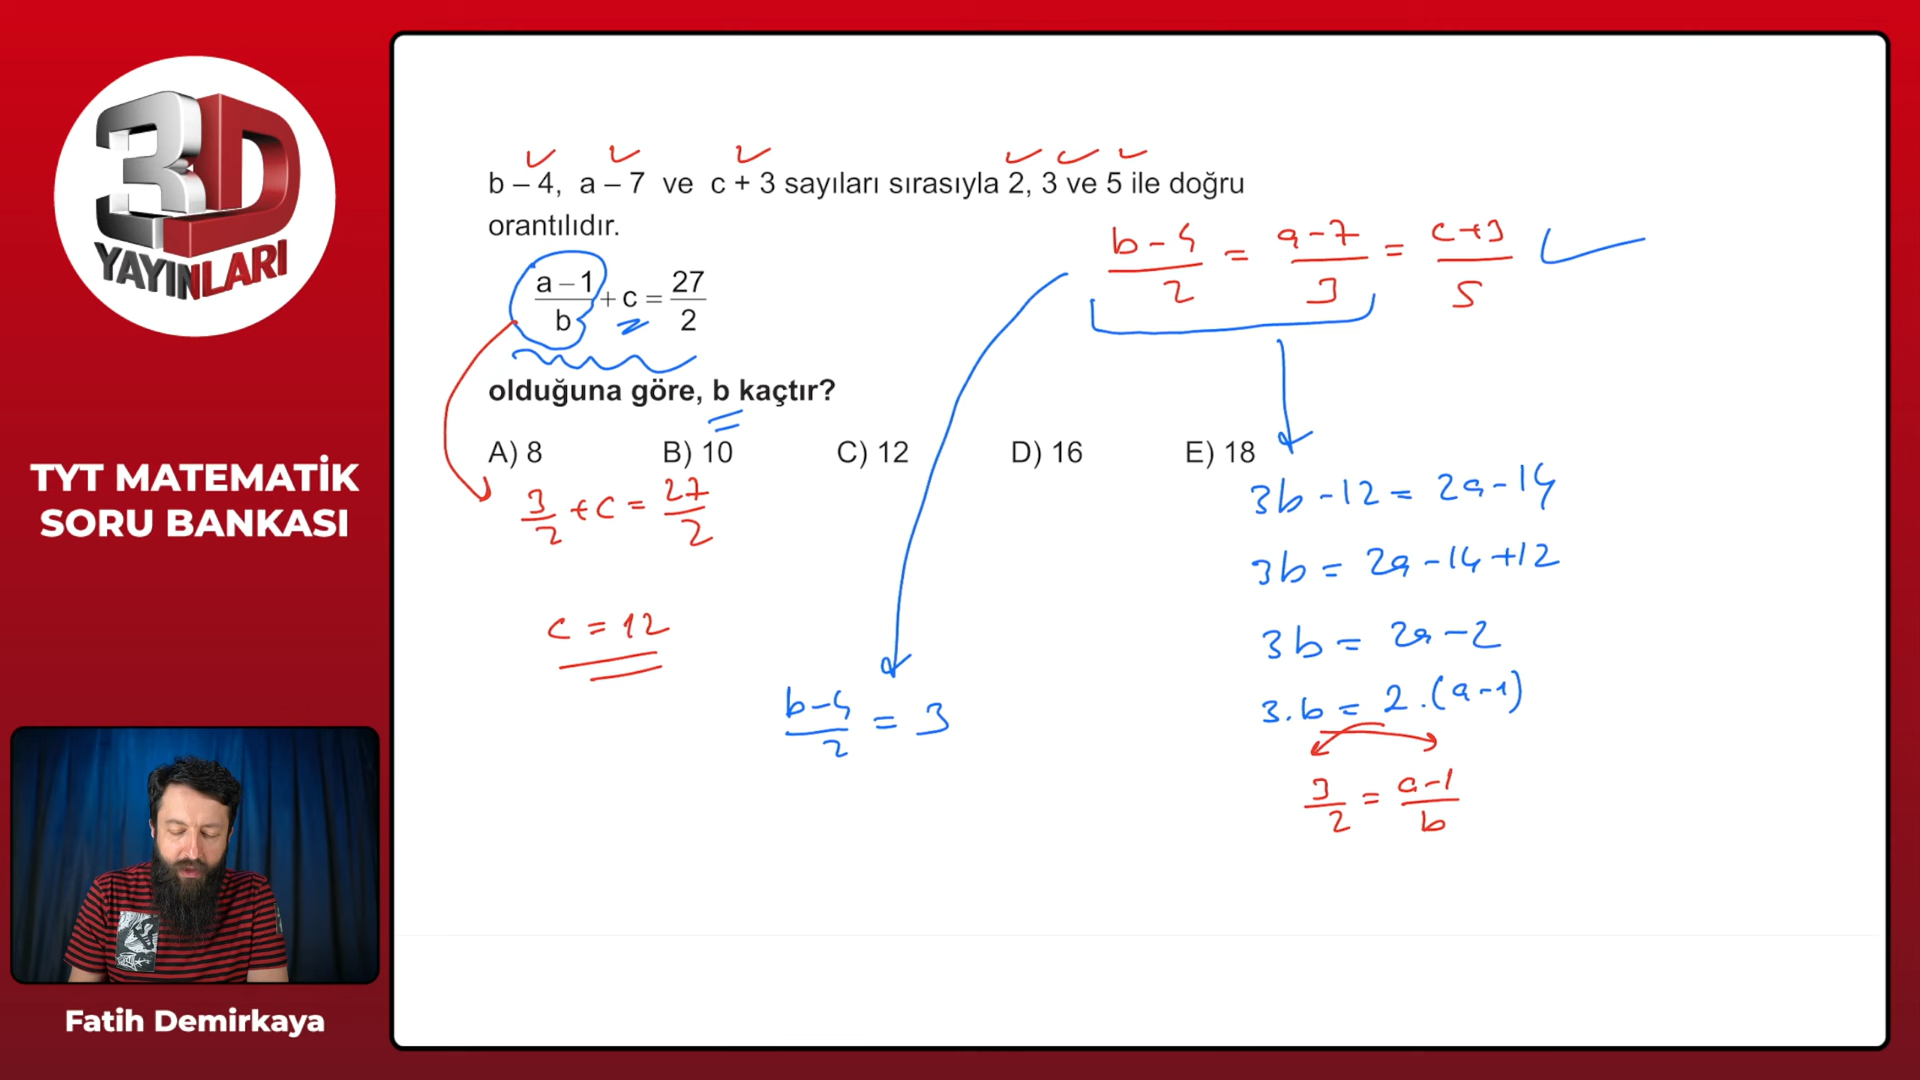 3D
YAYINLARI
TYT MATEMATİK
SORU BANKASI
Fatih Demirkaya
b – 4, a – 7 ve c + 3 sayıları sırasıyla 2, 3 ve 5 ile doğru
orantılıdır.
(a – 1)/b + c = 27/2
olduğuna göre, b kaçtır?
A) 8 B) 10 C) 12 D) 16 E) 18
(b-4)/2 = (a-7)/3 = (c+3)/5
3/2 + c = 27/2
c = 12
(b-4)/2 = 3
3b - 12 = 2a - 14
3b = 2a - 14 + 12
3b = 2a - 2
3.b = 2.(a-1)
3/2 = (a-1)/b